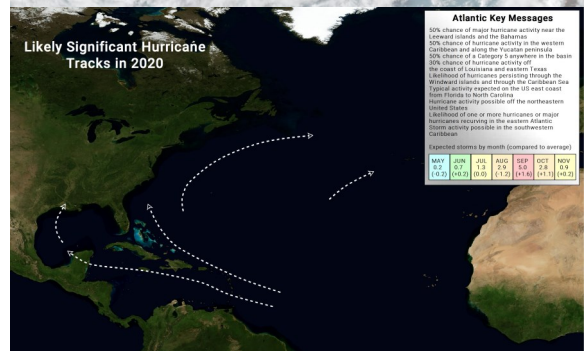 Likely Significant Hurricane
Tracks in 2020
Atlantic Key Messages
50% chance of major hurricane activity near the
Leeward islands and the Bahamas
50% chance of hurricane activity in the western
Caribbean and along the Yucatan peninsula
50% chance of a Category 5 anywhere in the basin
30% chance of hurricane activity off
the coast of Louisiana and eastern Texas
Likelihood of hurricanes persisting through the
Windward islands and through the Caribbean Sea
Typical activity expected on the US east coast
from Florida to North Carolina
Hurricane activity possible off the northeastern
United States
Likelihood of one or more hurricanes or major
hurricanes recurving in the eastern Atlantic
Storm activity possible in the southwestern
Caribbean
Expected storms by month (compared to average)
MAY JUN JUL AUG SEP OCT NOV
0.2 0.7 1.3 2.9 5.0 2.8 0.9
(-0.2) (+0.2) (0.0) (-1.2) (+1.6) (+1.1) (+0.2)